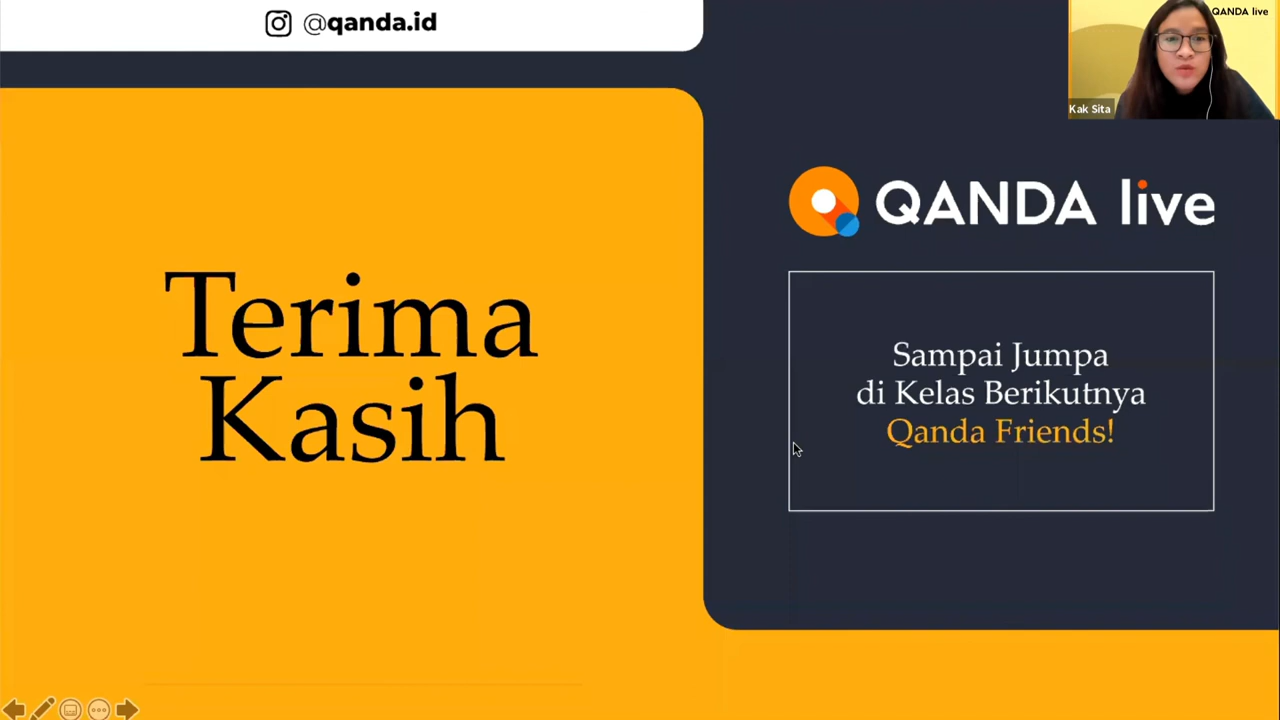 @qanda.id
QANDA live
Kak Sita
QANDA live
Terima
Kasih
Sampai Jumpa
di Kelas Berikutnya
Qanda Friends!